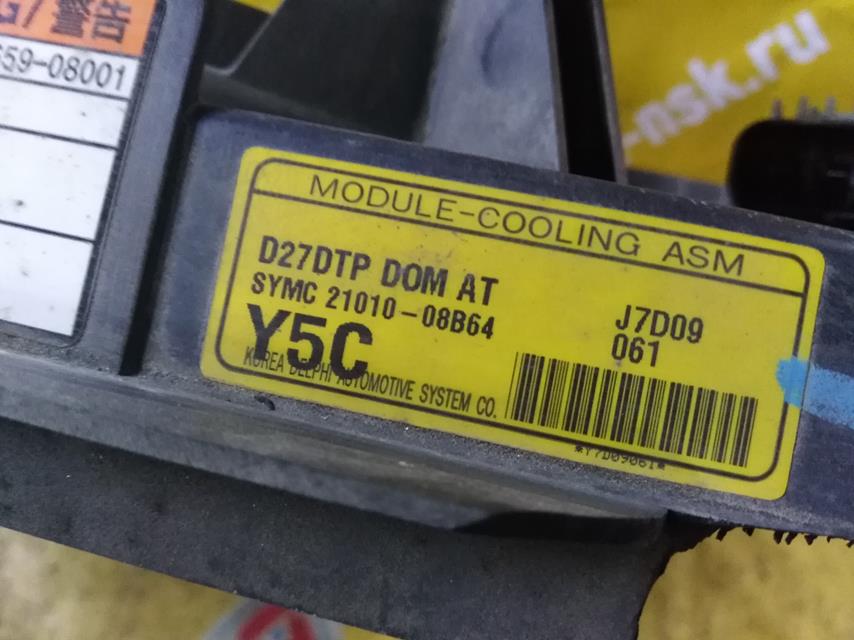 G/警告
659-08001
-nsk.ru
MODULE-COOLING ASM
D27DTP DOM AT
SYMC 21010-08B64
J7D09
061
Y5C
KOREA DELPHI AUTOMOTIVE SYSTEM CO.
*Y7D09061*